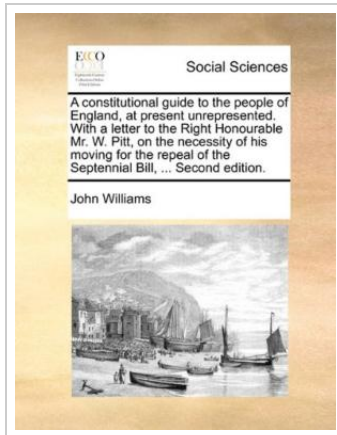 ECCO
Social Sciences
A constitutional guide to the people of
England, at present unrepresented.
With a letter to the Right Honourable
Mr. W. Pitt, on the necessity of his
moving for the repeal of the
Septennial Bill, ... Second edition.
John Williams